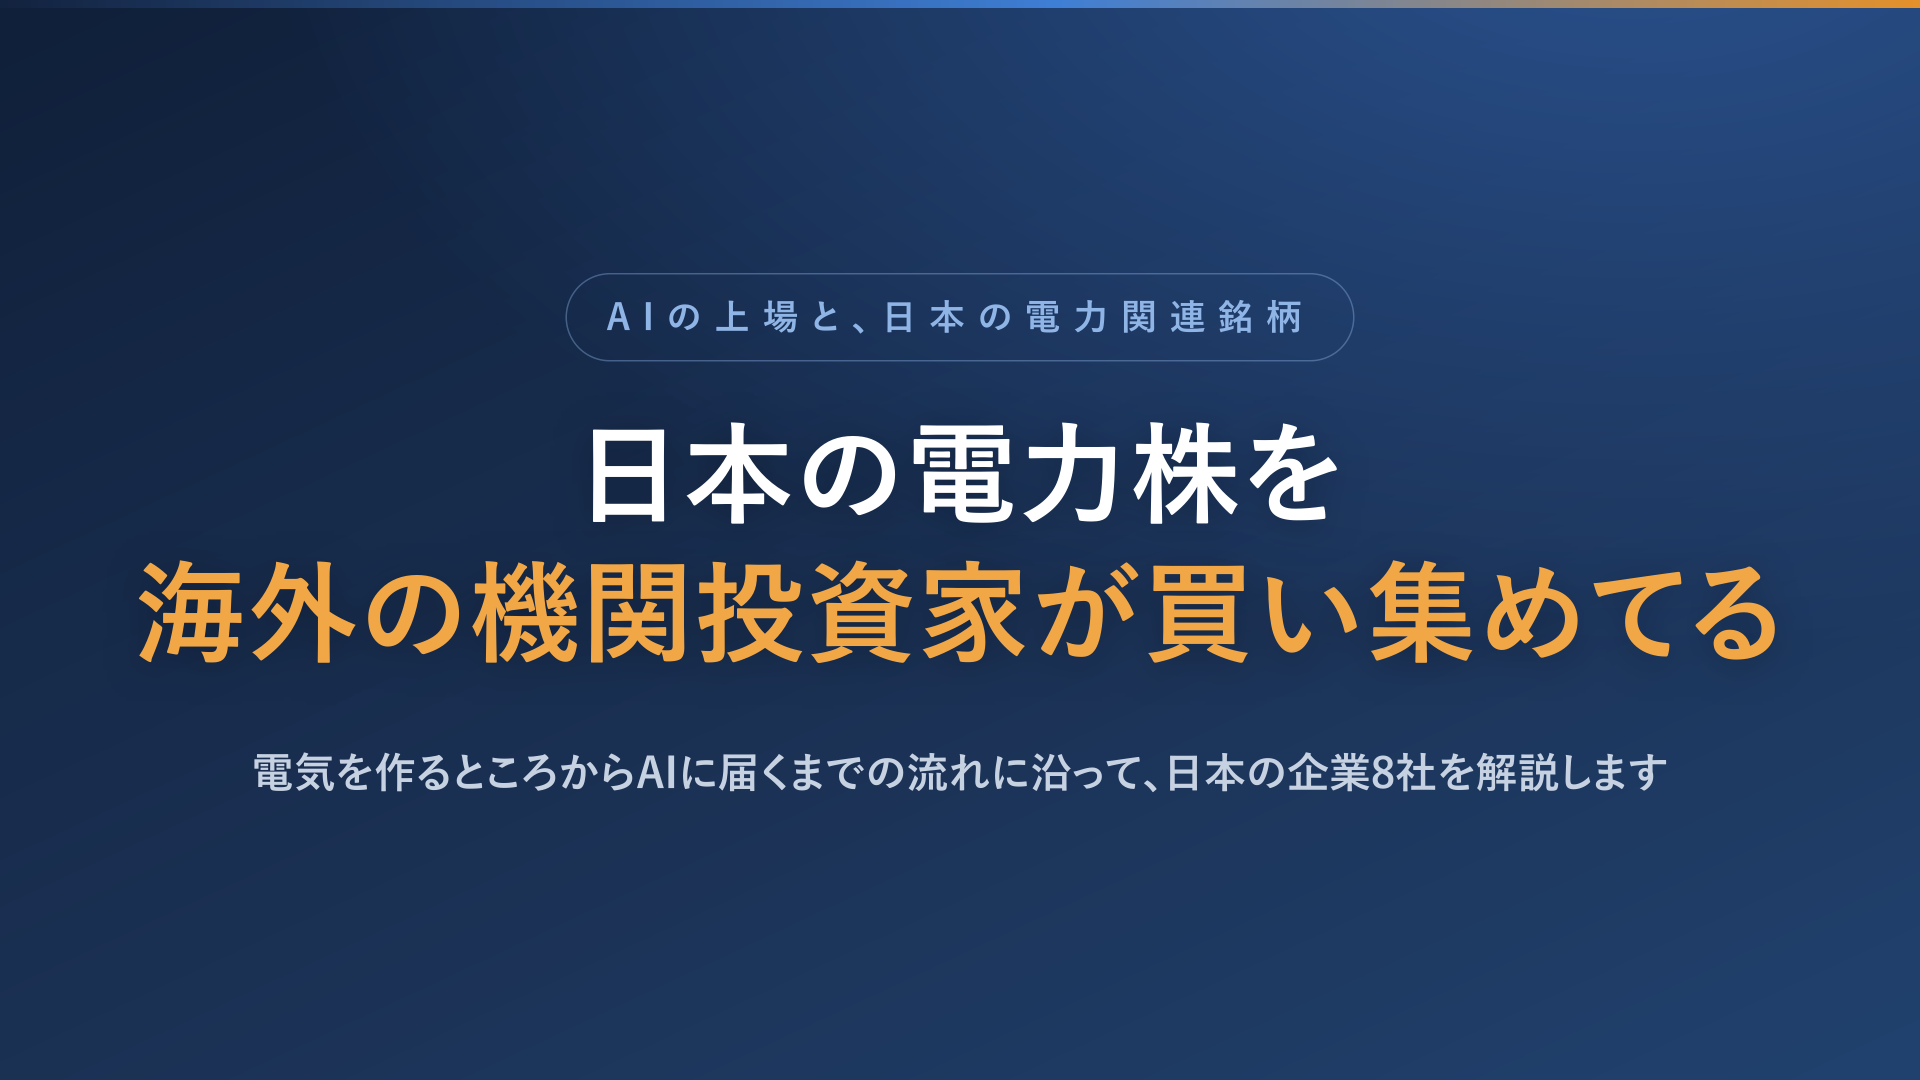 AIの上場と、日本の電力関連銘柄
日本の電力株を
海外の機関投資家が買い集めてる
電気を作るところからAIに届くまでの流れに沿って、日本の企業8社を解説します